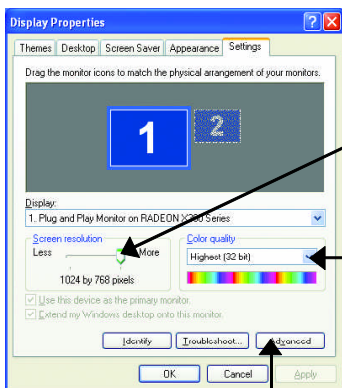 Display Properties
Themes Desktop Screen Saver Appearance Settings
Drag the monitor icons to match the physical arrangement of your monitors.
1
2
Display:
1. Plug and Play Monitor on RADEON Series
Screen resolution
Less More
1024 by 768 pixels
Color quality
Highest (32 bit)
Use this device as the primary monitor.
Extend my Windows desktop onto this monitor.
Identify Troubleshoot... Advanced
OK Cancel Apply